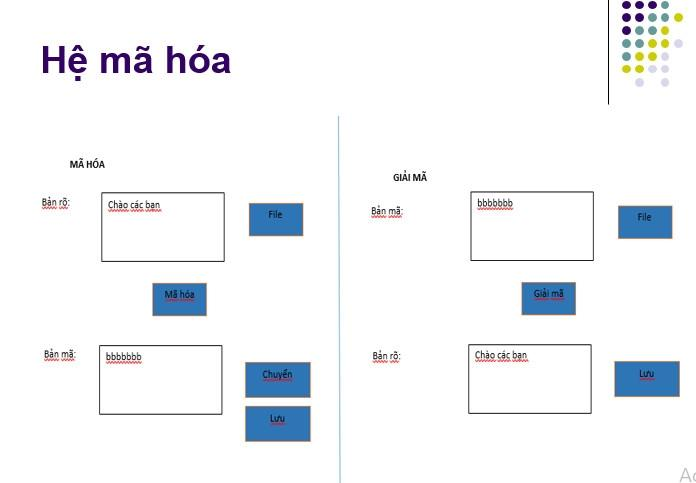 Hệ mã hóa
MÃ HÓA
Bản rõ:
Chào các bạn
File
Mã hóa
Bản mã:
bbbbbbb
Chuyển
Lưu
GIẢI MÃ
Bản mã:
bbbbbbb
File
Giải mã
Bản rõ:
Chào các bạn
Lưu